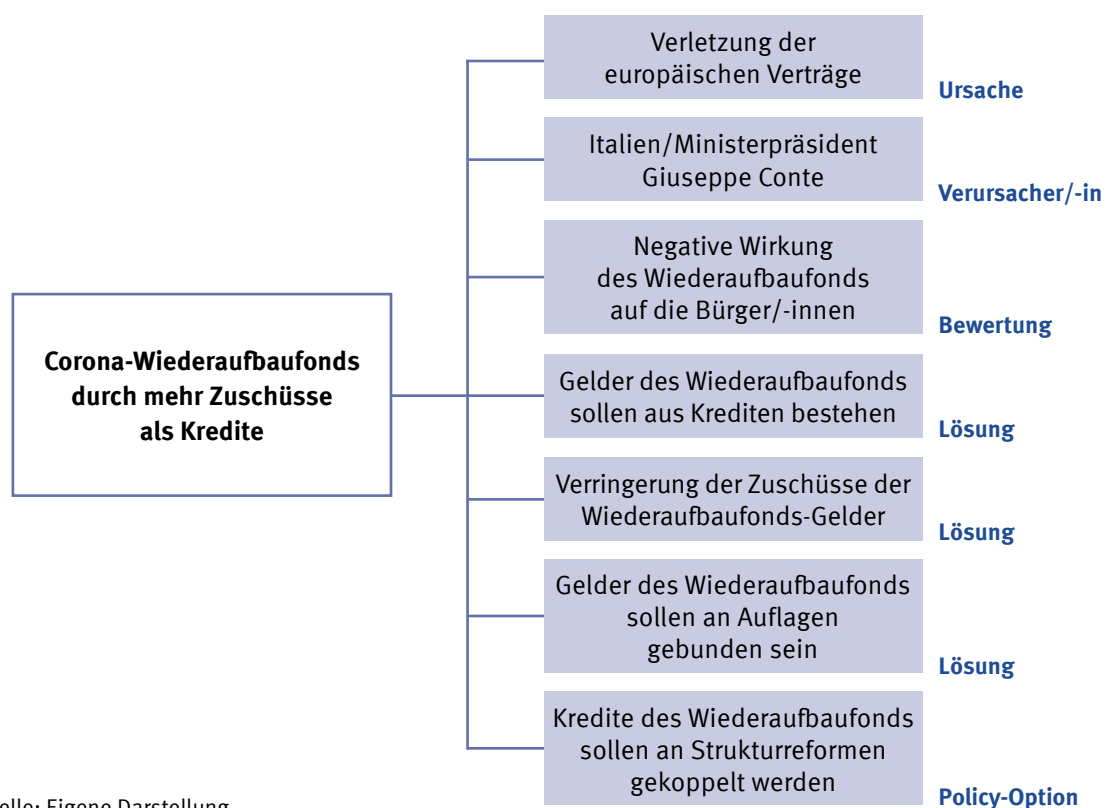 Verletzung der
europäischen Verträge
Ursache
Italien/Ministerpräsident
Giuseppe Conte
Verursacher/-in
Negative Wirkung
des Wiederaufbaufonds
auf die Bürger/-innen
Bewertung
Corona-Wiederaufbaufonds
durch mehr Zuschüsse
als Kredite
Gelder des Wiederaufbaufonds
sollen aus Krediten bestehen
Lösung
Verringerung der Zuschüsse der
Wiederaufbaufonds-Gelder
Lösung
Gelder des Wiederaufbaufonds
sollen an Auflagen
gebunden sein
Lösung
Kredite des Wiederaufbaufonds
sollen an Strukturreformen
gekoppelt werden
Policy-Option
elle: Eigene Darstellung